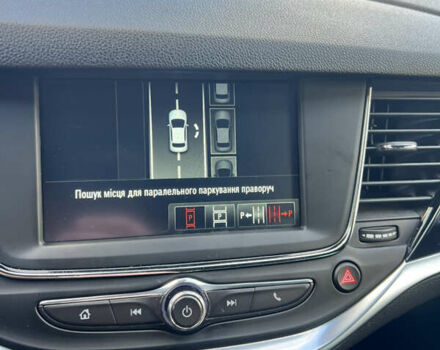 Пошук місця для паралельного паркування праворуч
P P P P